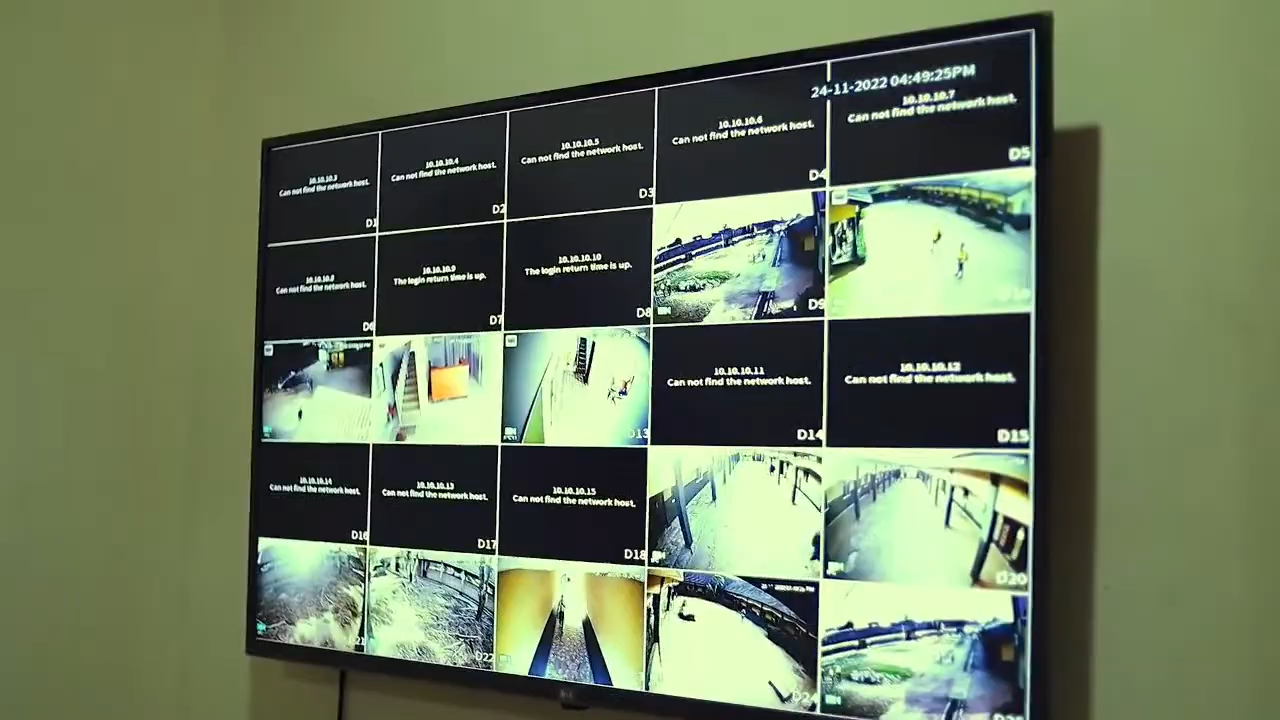 24-11-2022 04:49:25PM
10.10.10.3
Can not find the network host.
D1
10.10.10.4
Can not find the network host.
D2
10.10.10.5
Can not find the network host.
D3
10.10.10.6
Can not find the network host.
D4
10.10.10.7
Can not find the network host.
D5
10.10.10.8
Can not find the network host.
D6
10.10.10.9
The login return time is up.
D7
10.10.10.10
The login return time is up.
D8
D9
D13
10.10.10.11
Can not find the network host.
D14
10.10.10.12
Can not find the network host.
D15
10.10.10.14
Can not find the network host.
D16
10.10.10.13
Can not find the network host.
D17
10.10.10.15
Can not find the network host.
D18
D20
D22
D24